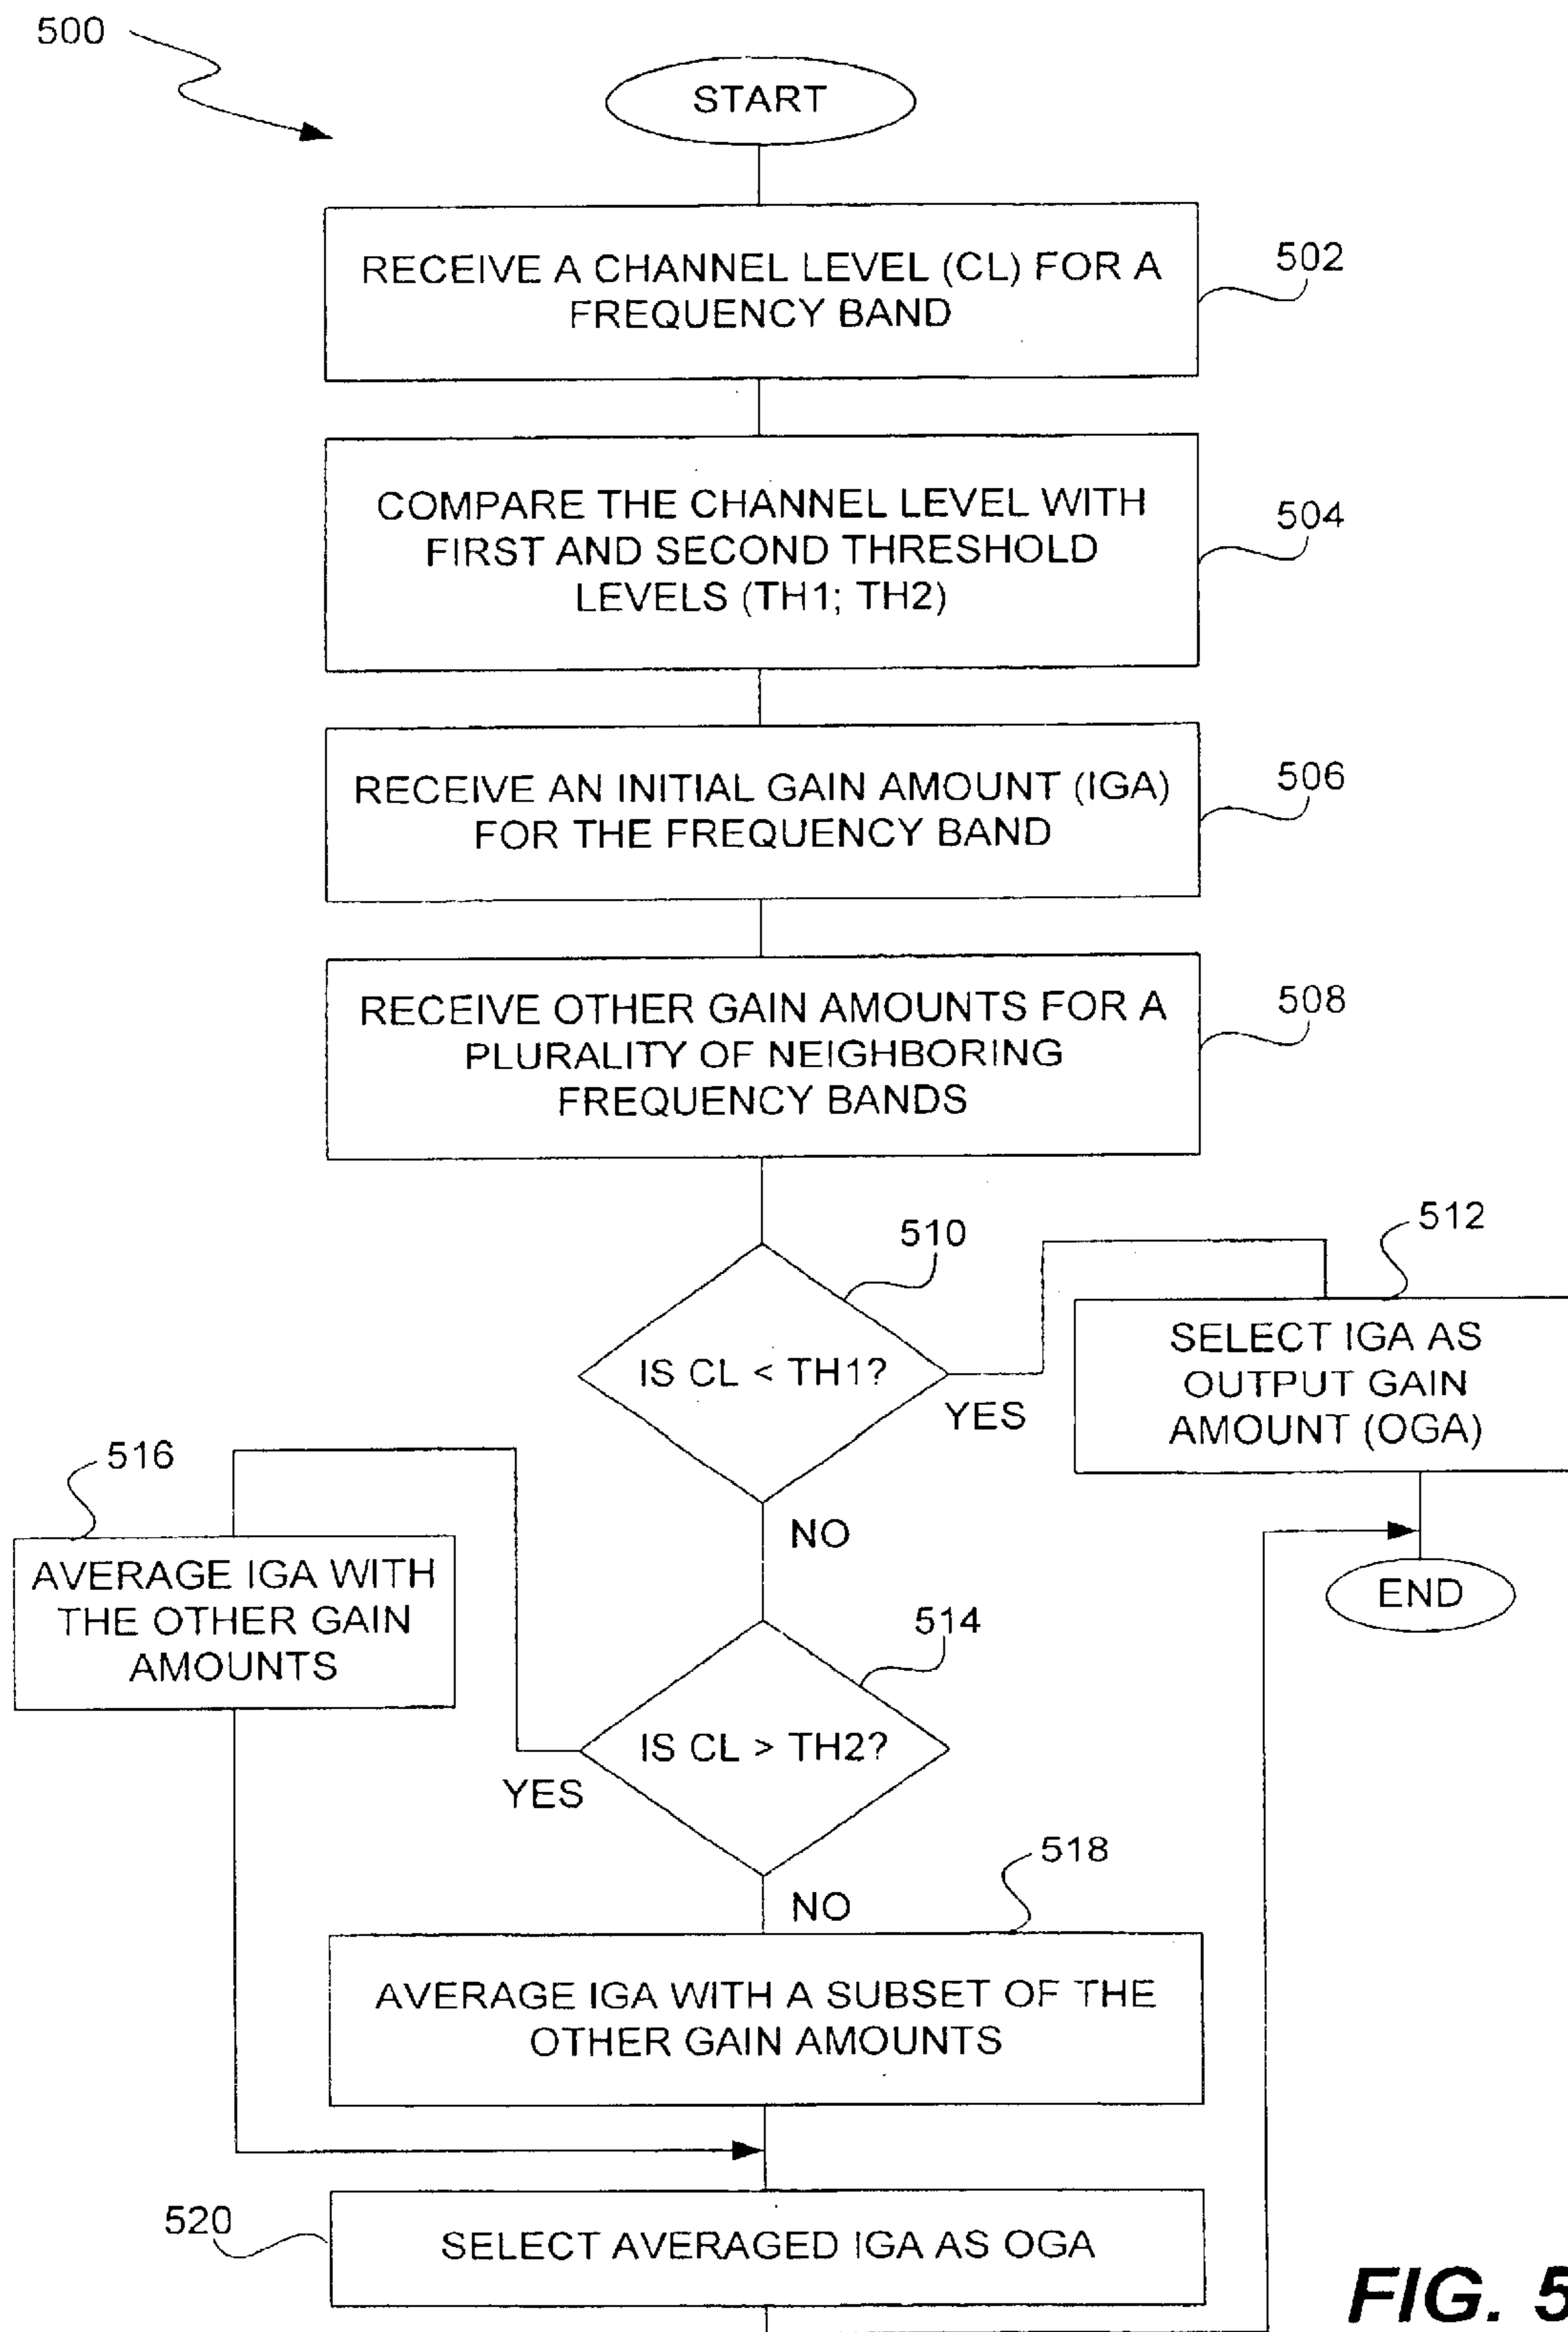 500
START
RECEIVE A CHANNEL LEVEL (CL) FOR A
FREQUENCY BAND
502
COMPARE THE CHANNEL LEVEL WITH
FIRST AND SECOND THRESHOLD
LEVELS (TH1; TH2)
504
RECEIVE AN INITIAL GAIN AMOUNT (IGA)
FOR THE FREQUENCY BAND
506
RECEIVE OTHER GAIN AMOUNTS FOR A
PLURALITY OF NEIGHBORING
FREQUENCY BANDS
508
510
IS CL < TH1?
YES
512
SELECT IGA AS
OUTPUT GAIN
AMOUNT (OGA)
NO
END
516
AVERAGE IGA WITH
THE OTHER GAIN
AMOUNTS
514
IS CL > TH2?
YES
NO
518
AVERAGE IGA WITH A SUBSET OF THE
OTHER GAIN AMOUNTS
520
SELECT AVERAGED IGA AS OGA
FIG. 5